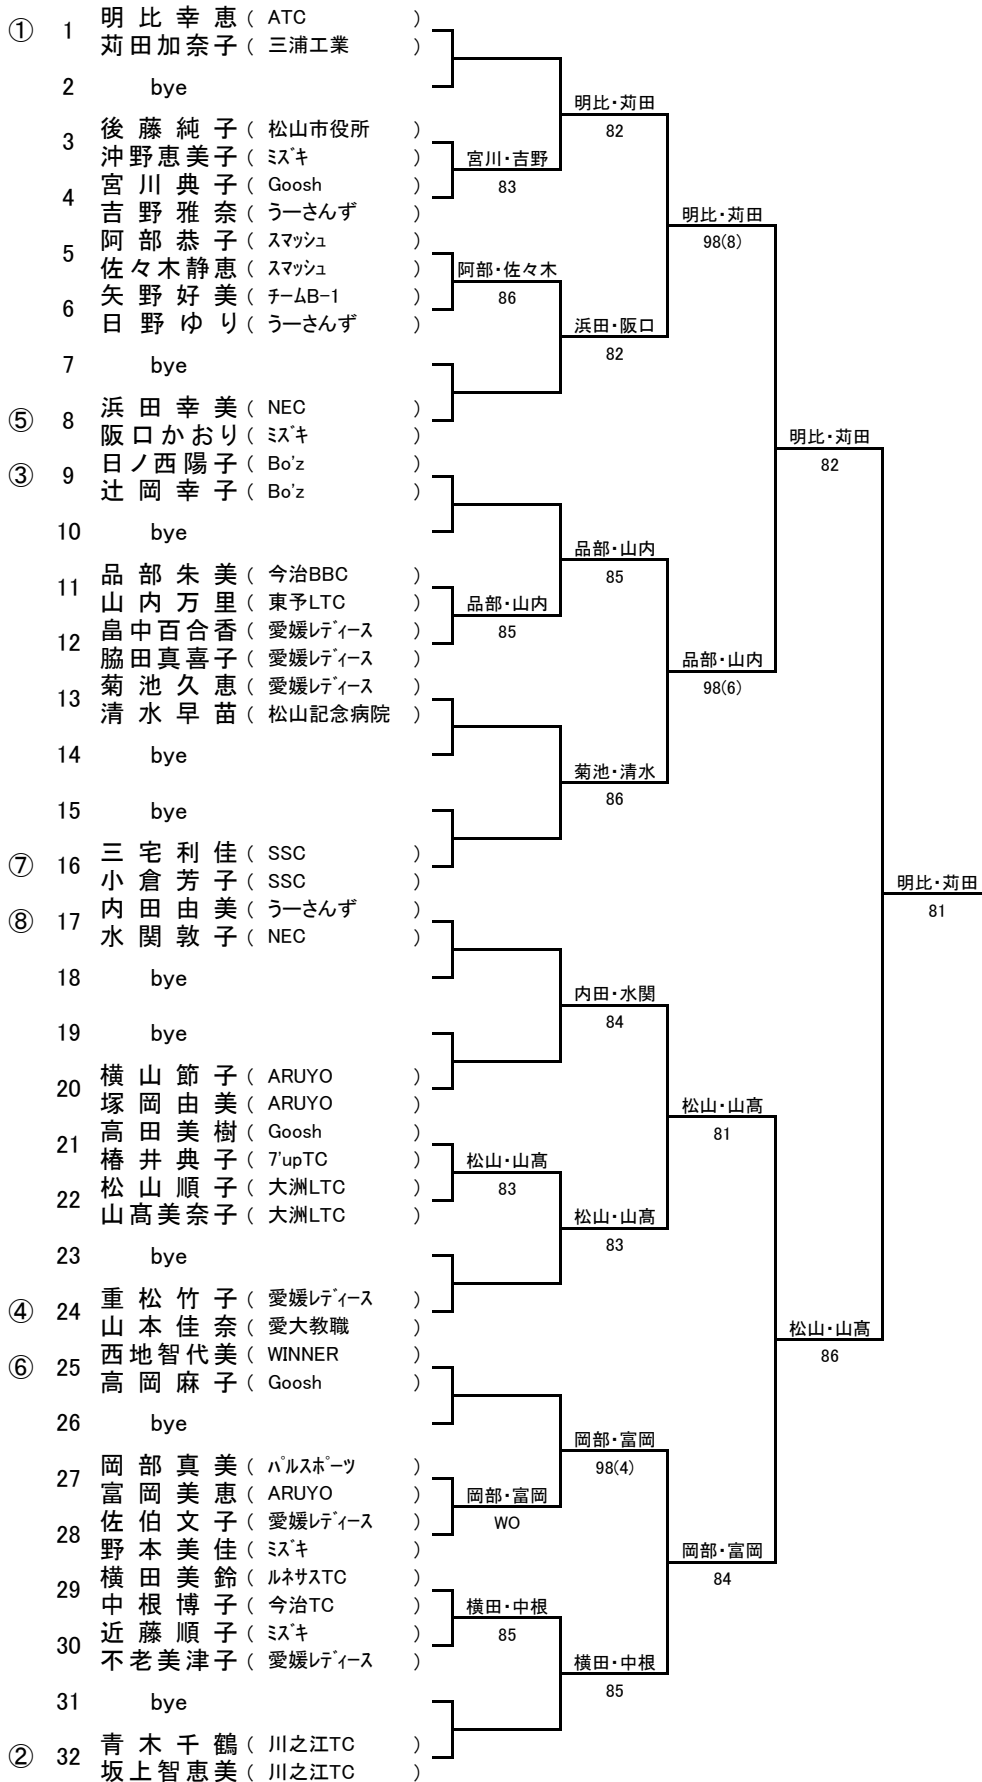 ① 1 明比幸恵 ( ATC )
苅田加奈子 ( 三浦工業 )
2 bye
明比・苅田
82
3 後藤純子 ( 松山市役所 )
沖野恵美子 ( ﾐｽﾞｷ )
宮川・吉野
83
4 宮川典子 ( Goosh )
吉野雅奈 ( うーさんず )
明比・苅田
98(8)
5 阿部恭子 ( ｽﾏｯｼｭ )
佐々木静恵 ( ｽﾏｯｼｭ )
阿部・佐々木
86
6 矢野好美 ( ﾁｰﾑB-1 )
日野ゆり ( うーさんず )
浜田・阪口
82
7 bye
⑤ 8 浜田幸美 ( NEC )
阪口かおり ( ﾐｽﾞｷ )
明比・苅田
82
③ 9 日ノ西陽子 ( Bo'z )
辻岡幸子 ( Bo'z )
10 bye
品部・山内
85
11 品部朱美 ( 今治BBC )
山内万里 ( 東予LTC )
品部・山内
85
12 畠中百合香 ( 愛媛ﾚﾃﾞｨｰｽ )
脇田真喜子 ( 愛媛ﾚﾃﾞｨｰｽ )
品部・山内
98(6)
13 菊池久恵 ( 愛媛ﾚﾃﾞｨｰｽ )
清水早苗 ( 松山記念病院 )
14 bye
菊池・清水
86
15 bye
⑦ 16 三宅利佳 ( SSC )
小倉芳子 ( SSC )
明比・苅田
81
⑧ 17 内田由美 ( うーさんず )
水関敦子 ( NEC )
18 bye
内田・水関
84
19 bye
20 横山節子 ( ARUYO )
塚岡由美 ( ARUYO )
松山・山髙
81
21 高田美樹 ( Goosh )
椿井典子 ( 7'upTC )
松山・山髙
83
22 松山順子 ( 大洲LTC )
山髙美奈子 ( 大洲LTC )
松山・山髙
83
23 bye
④ 24 重松竹子 ( 愛媛ﾚﾃﾞｨｰｽ )
山本佳奈 ( 愛大教職 )
松山・山髙
86
⑥ 25 西地智代美 ( WINNER )
高岡麻子 ( Goosh )
26 bye
岡部・富岡
98(4)
27 岡部真美 ( ﾊﾟﾙｽﾎﾟｰﾂ )
富岡美恵 ( ARUYO )
岡部・富岡
WO
28 佐伯文子 ( 愛媛ﾚﾃﾞｨｰｽ )
野本美佳 ( ﾐｽﾞｷ )
岡部・富岡
84
29 横田美鈴 ( ﾙﾈｻｽTC )
中根博子 ( 今治TC )
横田・中根
85
30 近藤順子 ( ﾐｽﾞｷ )
不老美津子 ( 愛媛ﾚﾃﾞｨｰｽ )
横田・中根
85
31 bye
② 32 青木千鶴 ( 川之江TC )
坂上智恵美 ( 川之江TC )